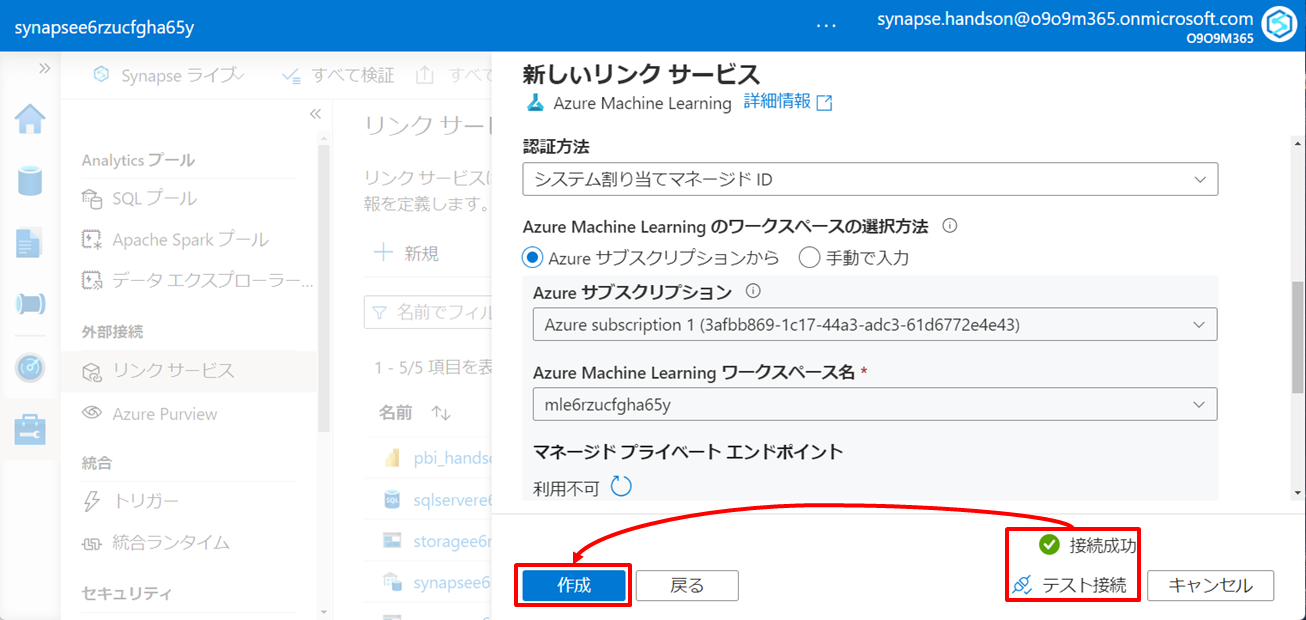 synapsee6rzucfgha65y
synapse.handson@o9o9m365.onmicrosoft.com
O9O9M365
Synapse ライブ
すべて検証
すべて
Analytics プール
SQL プール
Apache Spark プール
データ エクスプローラー...
外部接続
リンク サービス
Azure Purview
統合
トリガー
統合ランタイム
セキュリティ
リンク サー
リンク サービスは
報を定義します。
新規
名前でフィル
1 - 5/5 項目を表
名前
pbi_handso
sqlservere6
storagee6r
synapsee6
新しいリンク サービス
Azure Machine Learning 詳細情報
認証方法
システム割り当てマネージド ID
Azure Machine Learning のワークスペースの選択方法
Azure サブスクリプションから
手動で入力
Azure サブスクリプション
Azure subscription 1 (3afbb869-1c17-44a3-adc3-61d6772e4e43)
Azure Machine Learning ワークスペース名 *
mle6rzucfgha65y
マネージド プライベート エンドポイント
利用不可
接続成功
作成
戻る
テスト接続
キャンセル